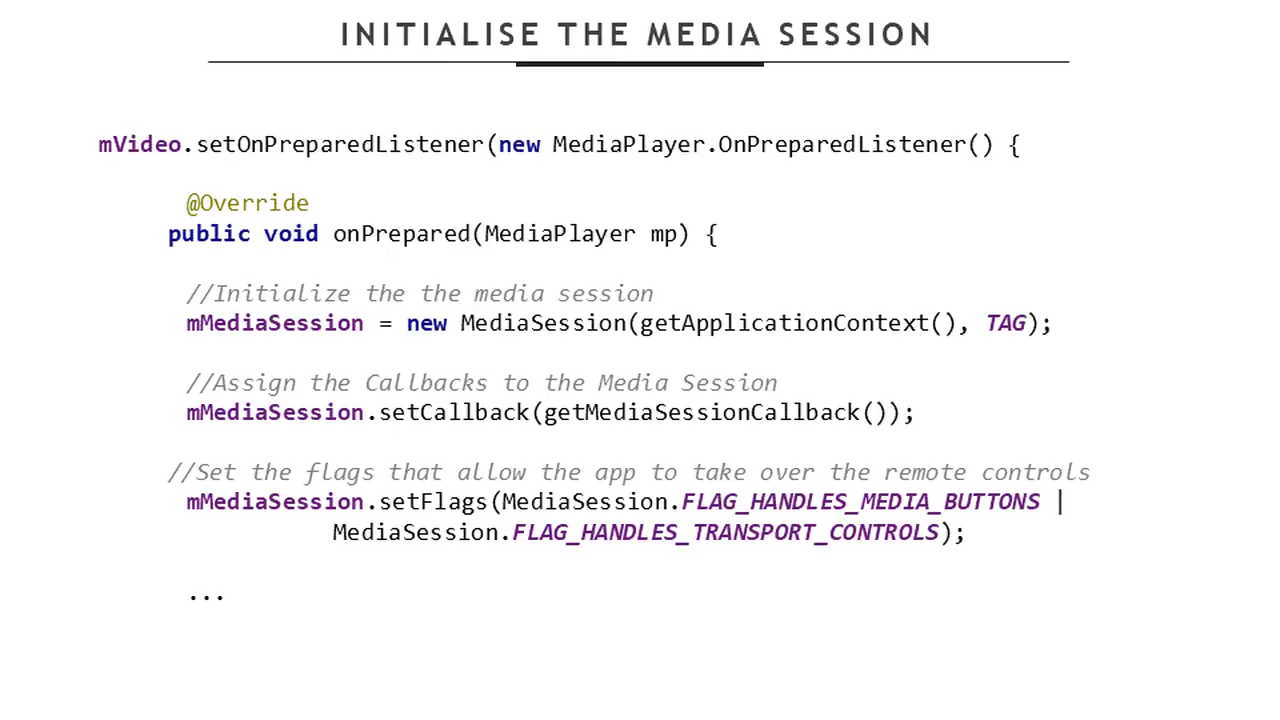 INITIALISE THE MEDIA SESSION
mVideo.setOnPreparedListener(new MediaPlayer.OnPreparedListener() {
@Override
public void onPrepared(MediaPlayer mp) {
//Initialize the the media session
mMediaSession = new MediaSession(getApplicationContext(), TAG);
//Assign the Callbacks to the Media Session
mMediaSession.setCallback(getMediaSessionCallback());
//Set the flags that allow the app to take over the remote controls
mMediaSession.setFlags(MediaSession.FLAG_HANDLES_MEDIA_BUTTONS |
MediaSession.FLAG_HANDLES_TRANSPORT_CONTROLS);
...